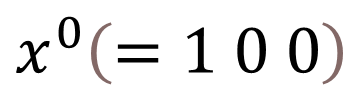 x⁰(= 1 0 0)